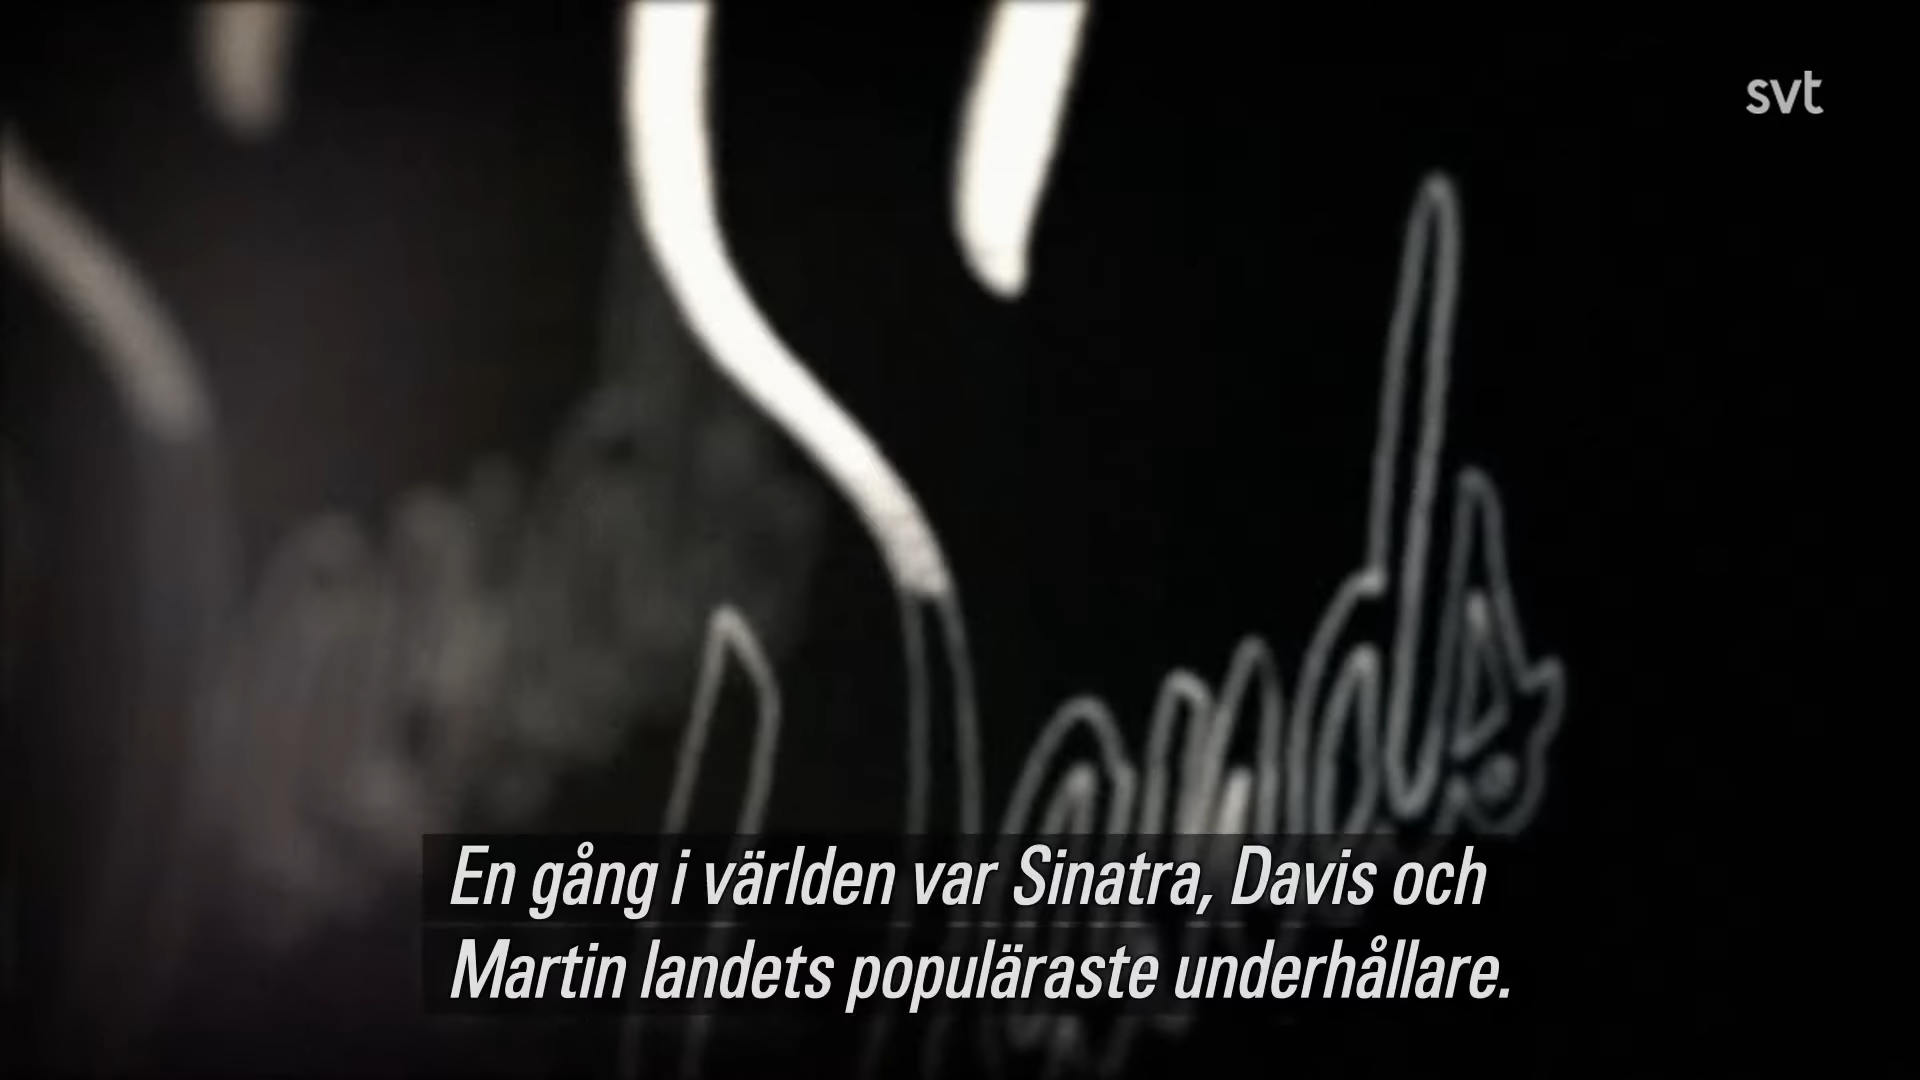 svt
En gång i världen var Sinatra, Davis och
Martin landets populäraste underhållare.